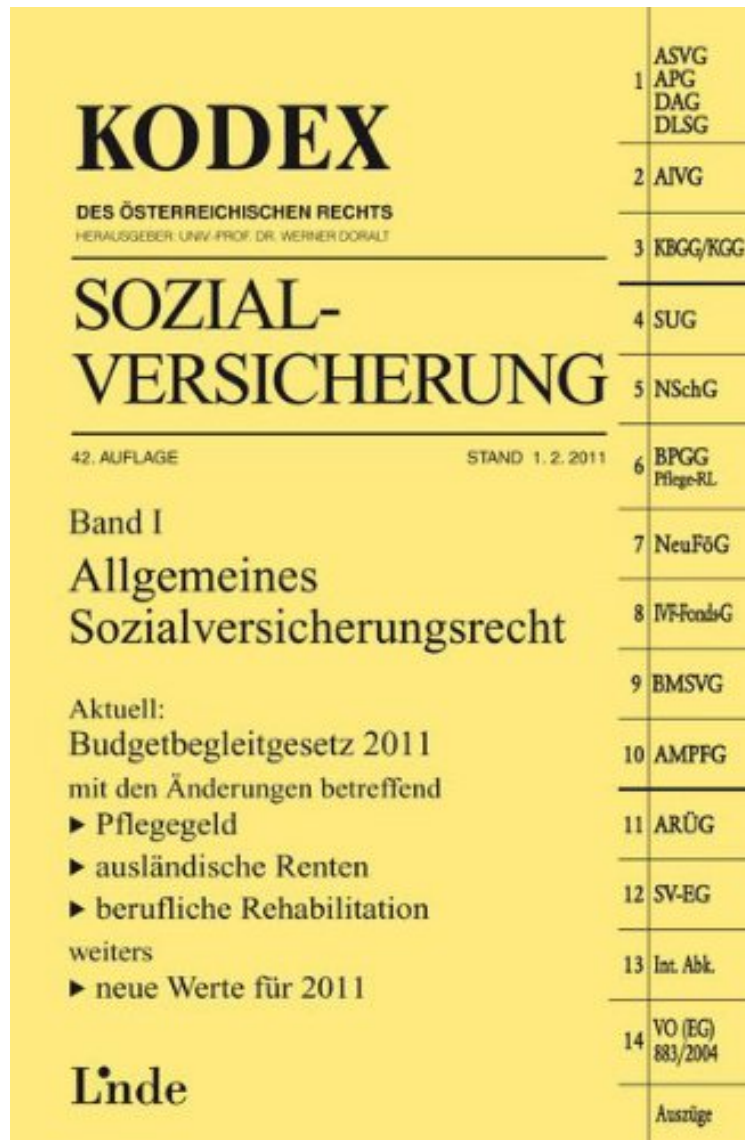 KODEX
DES ÖSTERREICHISCHEN RECHTS
HERAUSGEBER: UNIV.-PROF. DR. WERNER DORALT
SOZIAL-
VERSICHERUNG
42. AUFLAGE STAND 1. 2. 2011
Band I
Allgemeines
Sozialversicherungsrecht
Aktuell:
Budgetbegleitgesetz 2011
mit den Änderungen betreffend
▶ Pflegegeld
▶ ausländische Renten
▶ berufliche Rehabilitation
weiters
▶ neue Werte für 2011
Linde
1 ASVG
APG
DAG
DLSG
2 AlVG
3 KBGG/KGG
4 SUG
5 NSchG
6 BPGG
Pflege-RL
7 NeuFöG
8 IVF-FondsG
9 BMSVG
10 AMPFG
11 ARÜG
12 SV-EG
13 Int. Abk.
14 VO (EG)
883/2004
Auszüge